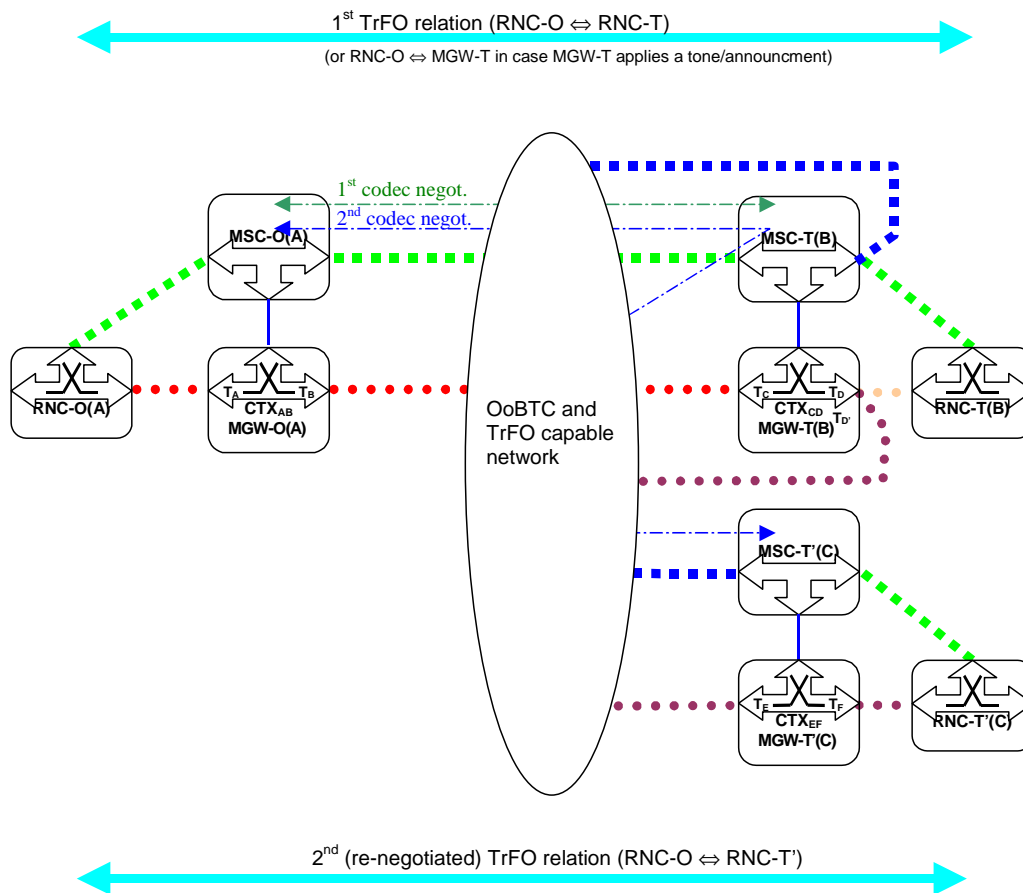 1st TrFO relation (RNC-O ⇔ RNC-T)
(or RNC-O ⇔ MGW-T in case MGW-T applies a tone/announcment)
1st codec negot.
2nd codec negot.
MSC-O(A)
MSC-T(B)
RNC-O(A)
TA TB
CTXAB
MGW-O(A)
OoBTC and
TrFO capable
network
TC TD
CTXCD
TD'
MGW-T(B)
RNC-T(B)
MSC-T'(C)
TE TF
CTXEF
MGW-T'(C)
RNC-T'(C)
2nd (re-negotiated) TrFO relation (RNC-O ⇔ RNC-T')